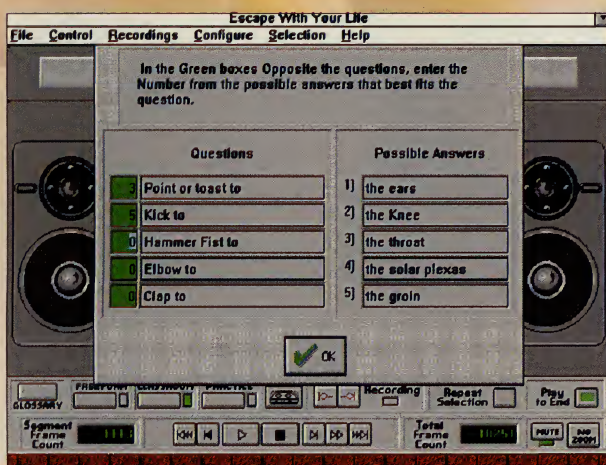 Escape With Your Life
File Control Recordings Configure Selection Help
In the Green boxes Opposite the questions, enter the
Number from the possible answers that best fits the
question.
Questions
3 Point or toast to
5 Kick to
0 Hammer Fist to
0 Elbow to
0 Clap to
Possible Answers
1] the ears
2] the Knee
3] the throat
4] the solar plexas
5] the groin
OK
GLOSSARY
CLASSROOM
PRACTICE
Recording
Repeat
Selection
Play
to End
Segment
Frame
Count
Total
Frame
Count
MUTE
NO
ZOOM